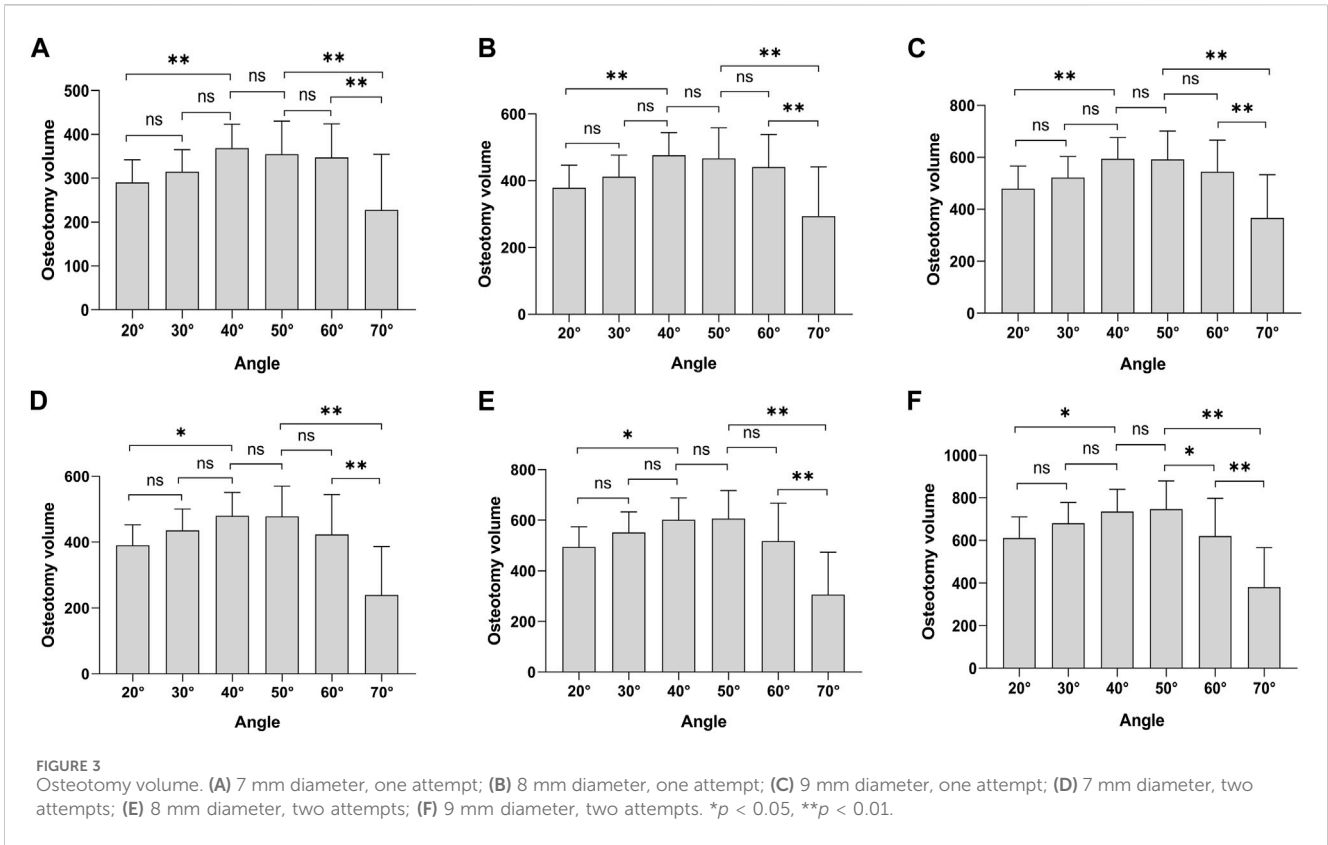 A
** **
ns **
ns ns
ns
500
400
300
200
100
0
Osteotomy volume
20° 30° 40° 50° 60° 70°
Angle
B
**
** ns
ns **
ns
ns
600
400
200
0
Osteotomy volume
20° 30° 40° 50° 60° 70°
Angle
C
**
** ns
ns **
ns
ns
800
600
400
200
0
Osteotomy volume
20° 30° 40° 50° 60° 70°
Angle
D
**
* ns
ns **
ns
ns
600
400
200
0
Osteotomy volume
20° 30° 40° 50° 60° 70°
Angle
E
**
* ns
ns **
ns
ns
800
600
400
200
0
Osteotomy volume
20° 30° 40° 50° 60° 70°
Angle
F
* **
ns *
ns **
ns
1000
800
600
400
200
0
Osteotomy volume
20° 30° 40° 50° 60° 70°
Angle
FIGURE 3
Osteotomy volume. (A) 7 mm diameter, one attempt; (B) 8 mm diameter, one attempt; (C) 9 mm diameter, one attempt; (D) 7 mm diameter, two
attempts; (E) 8 mm diameter, two attempts; (F) 9 mm diameter, two attempts. *p < 0.05, **p < 0.01.